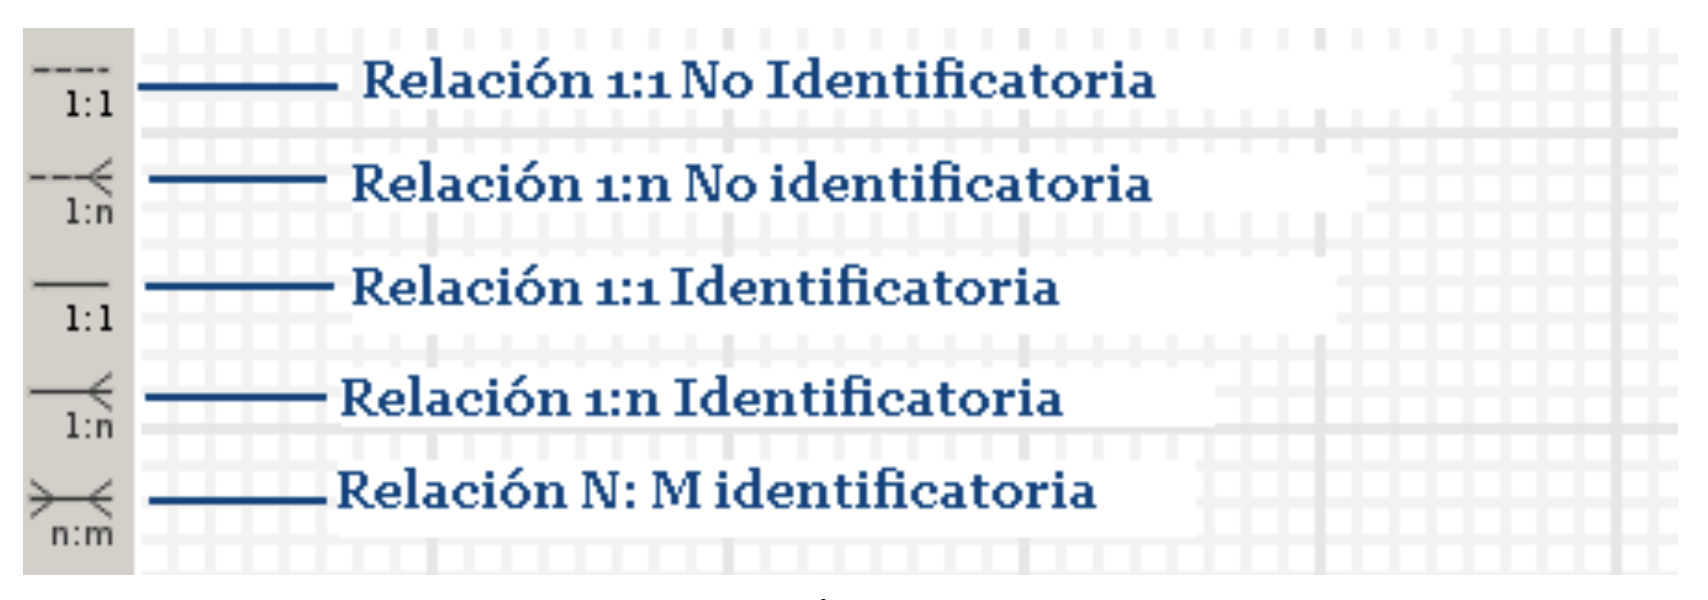 1:1 Relación 1:1 No Identificatoria
1:n Relación 1:n No identificatoria
1:1 Relación 1:1 Identificatoria
1:n Relación 1:n Identificatoria
n:m Relación N: M identificatoria